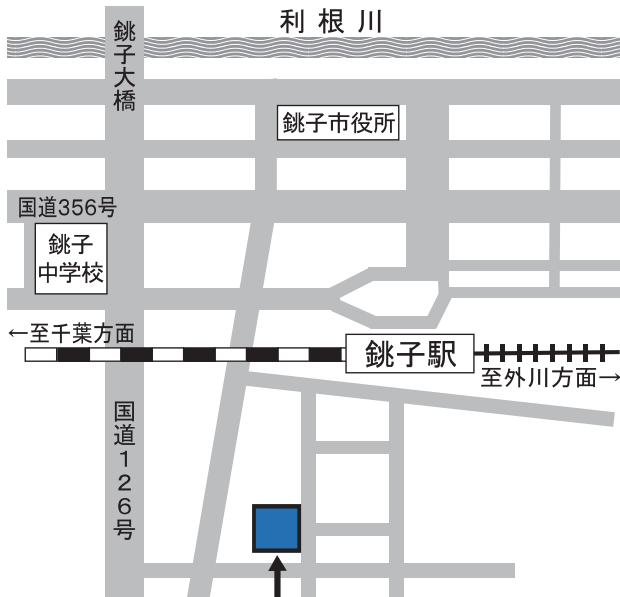 利根川
銚子大橋
銚子市役所
国道356号
銚子
中学校
←至千葉方面
銚子駅
至外川方面→
国道126号